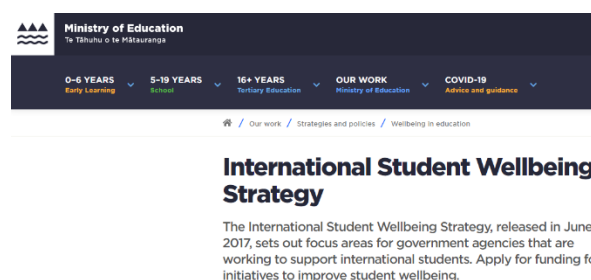 Ministry of Education
Te Tāhuhu o te Mātauranga
0–6 YEARS
Early Learning
5–19 YEARS
School
16+ YEARS
Tertiary Education
OUR WORK
Ministry of Education
COVID-19
Advice and guidance
/ Our work / Strategies and policies / Wellbeing in education
International Student Wellbeing
Strategy
The International Student Wellbeing Strategy, released in June
2017, sets out focus areas for government agencies that are
working to support international students. Apply for funding fo
initiatives to improve student wellbeing.